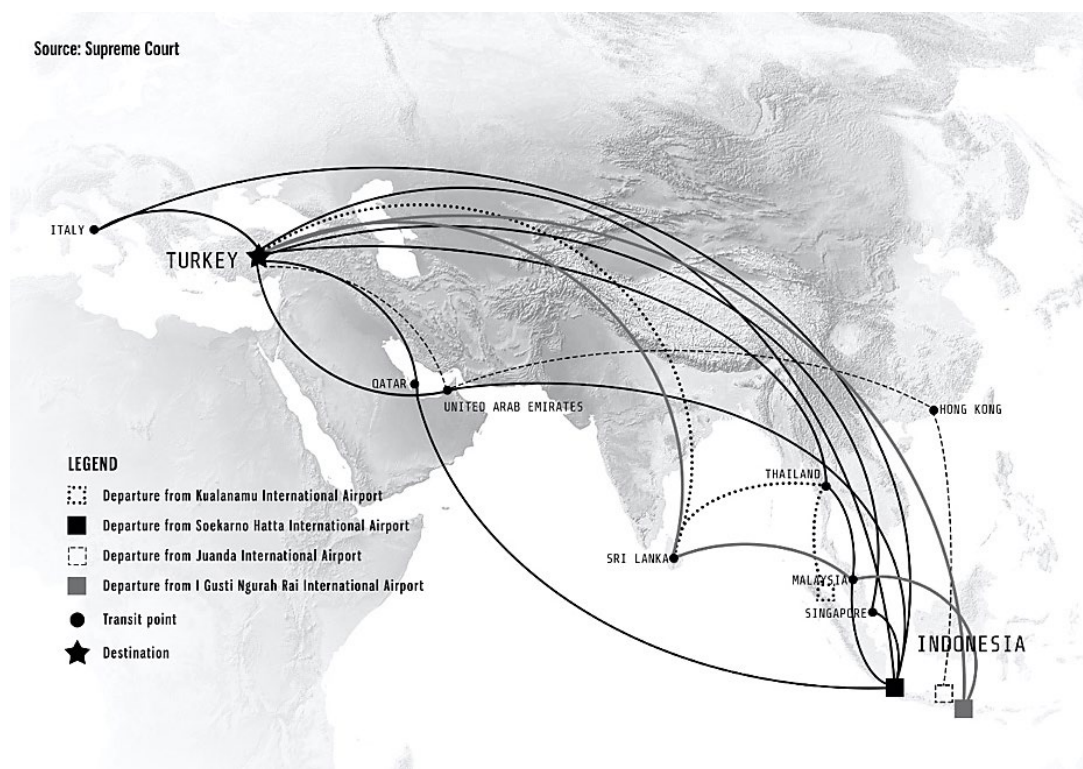 Source: Supreme Court
ITALY
TURKEY
QATAR
UNITED ARAB EMIRATES
HONG KONG
THAILAND
SRI LANKA
MALAYSIA
SINGAPORE
INDONESIA
LEGEND
Departure from Kualanamu International Airport
Departure from Soekarno Hatta International Airport
Departure from Juanda International Airport
Departure from I Gusti Ngurah Rai International Airport
Transit point
Destination